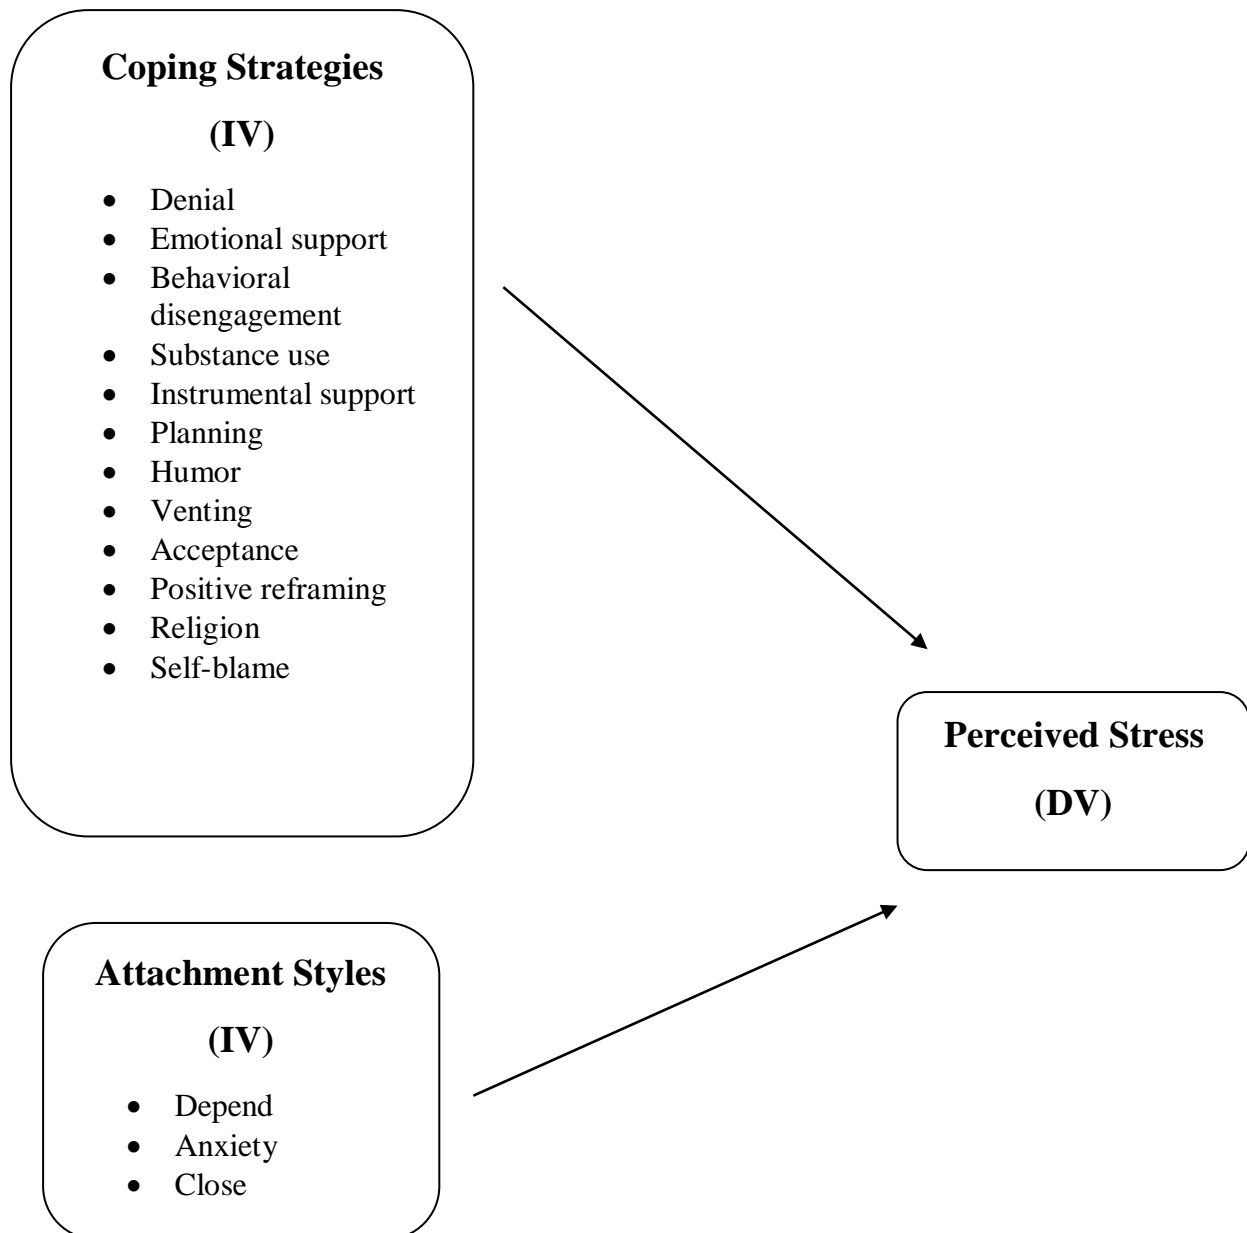 Coping Strategies
(IV)
• Denial
• Emotional support
• Behavioral
disengagement
• Substance use
• Instrumental support
• Planning
• Humor
• Venting
• Acceptance
• Positive reframing
• Religion
• Self-blame
Perceived Stress
(DV)
Attachment Styles
(IV)
• Depend
• Anxiety
• Close